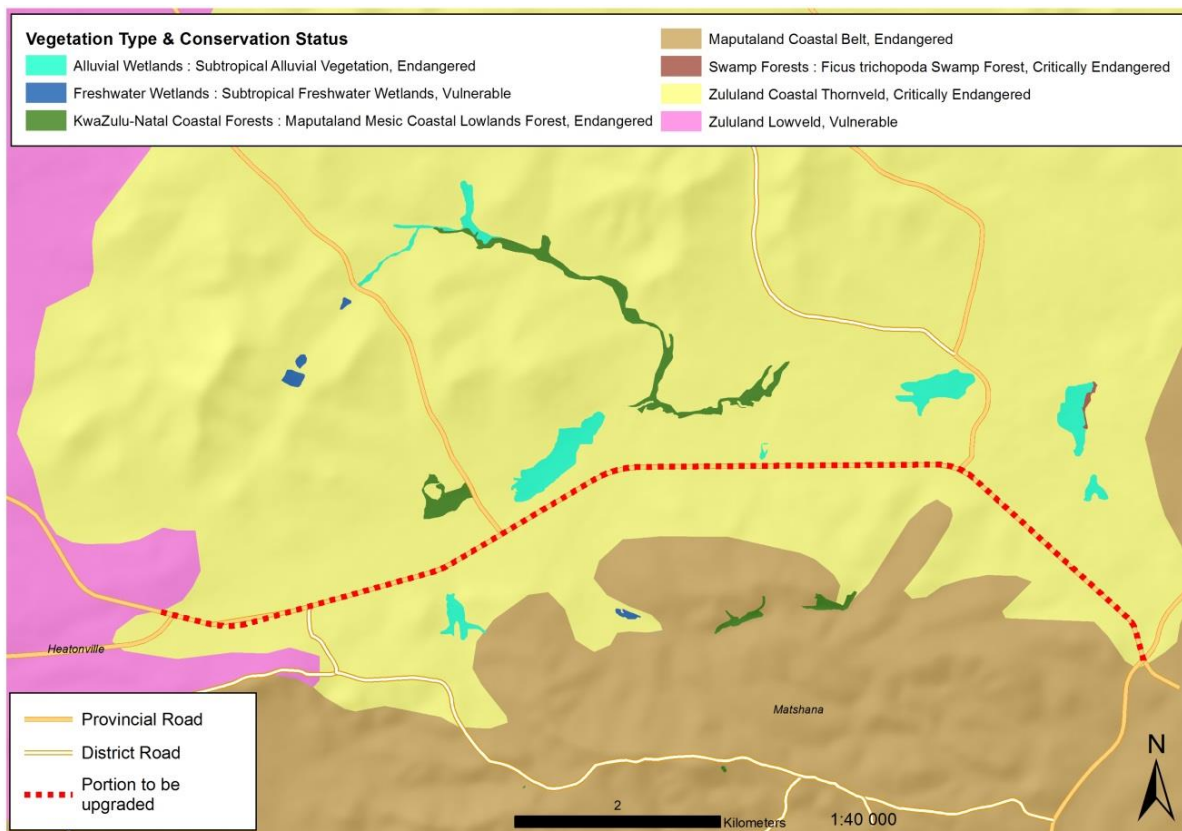 Vegetation Type & Conservation Status
Alluvial Wetlands : Subtropical Alluvial Vegetation, Endangered
Freshwater Wetlands : Subtropical Freshwater Wetlands, Vulnerable
KwaZulu-Natal Coastal Forests : Maputaland Mesic Coastal Lowlands Forest, Endangered
Maputaland Coastal Belt, Endangered
Swamp Forests : Ficus trichopoda Swamp Forest, Critically Endangered
Zululand Coastal Thornveld, Critically Endangered
Zululand Lowveld, Vulnerable
Heatonville
Matshana
Provincial Road
District Road
Portion to be
upgraded
2
Kilometers
1:40 000
N